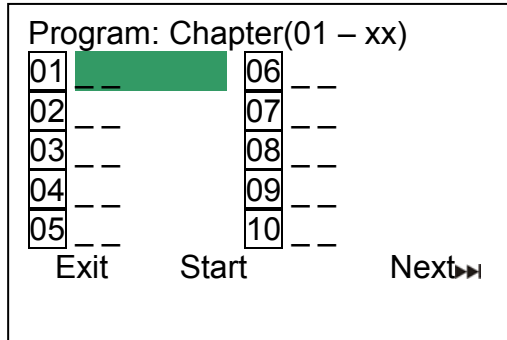 Program: Chapter(01 – xx)
01 _ _ 06 _ _
02 _ _ 07 _ _
03 _ _ 08 _ _
04 _ _ 09 _ _
05 _ _ 10 _ _
Exit Start Next⏭